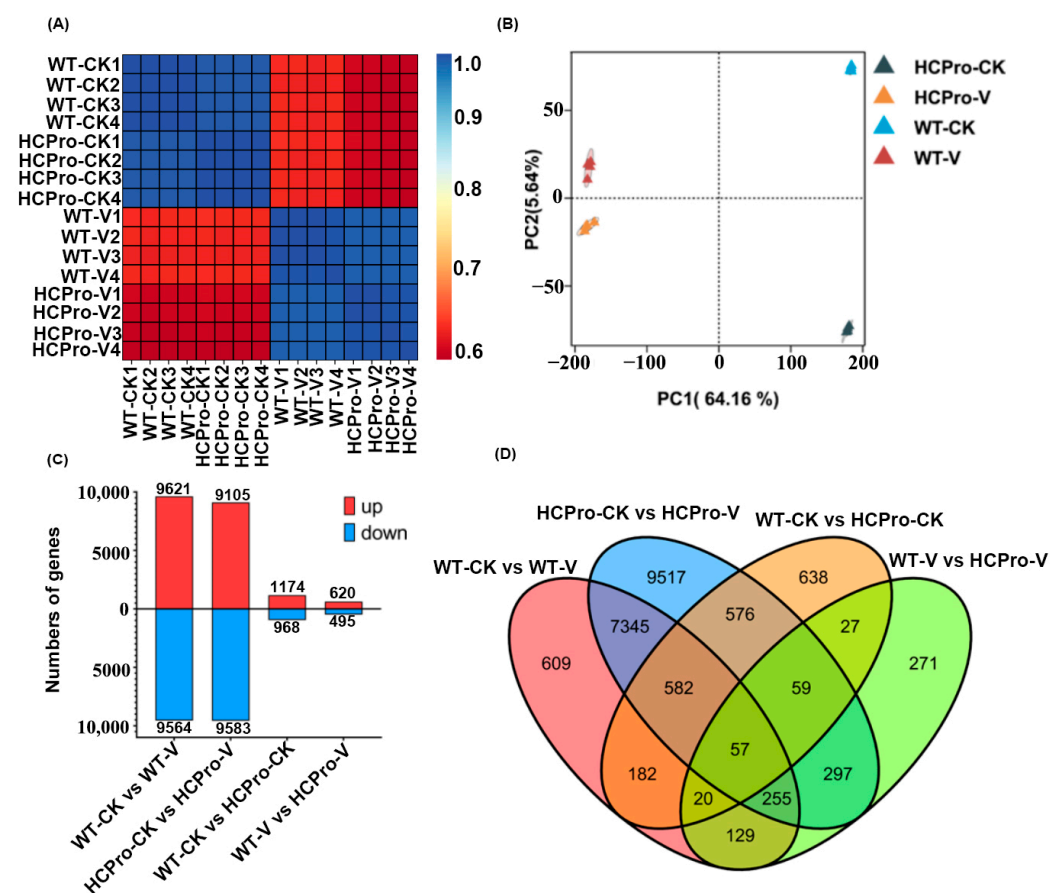 (A)
WT-CK1
WT-CK2
WT-CK3
WT-CK4
HCPro-CK1
HCPro-CK2
HCPro-CK3
HCPro-CK4
WT-V1
WT-V2
WT-V3
WT-V4
HCPro-V1
HCPro-V2
HCPro-V3
HCPro-V4
WT-CK1
WT-CK2
WT-CK3
WT-CK4
HCPro-CK1
HCPro-CK2
HCPro-CK3
HCPro-CK4
WT-V1
WT-V2
WT-V3
WT-V4
HCPro-V1
HCPro-V2
HCPro-V3
HCPro-V4
1.0
0.9
0.8
0.7
0.6
(B)
PC2(5.64%)
50
0
−50
−200
−100
0
100
200
PC1( 64.16 %)
HCPro-CK
HCPro-V
WT-CK
WT-V
(C)
Numbers of genes
10,000
5000
0
5000
10,000
9621
9105
1174
620
9564
9583
968
495
up
down
WT-CK vs WT-V
HCPro-CK vs HCPro-V
WT-CK vs HCPro-CK
WT-V vs HCPro-V
(D)
HCPro-CK vs HCPro-V
WT-CK vs HCPro-CK
WT-CK vs WT-V
WT-V vs HCPro-V
9517
638
7345
576
27
609
271
582
59
57
182
297
20
255
129